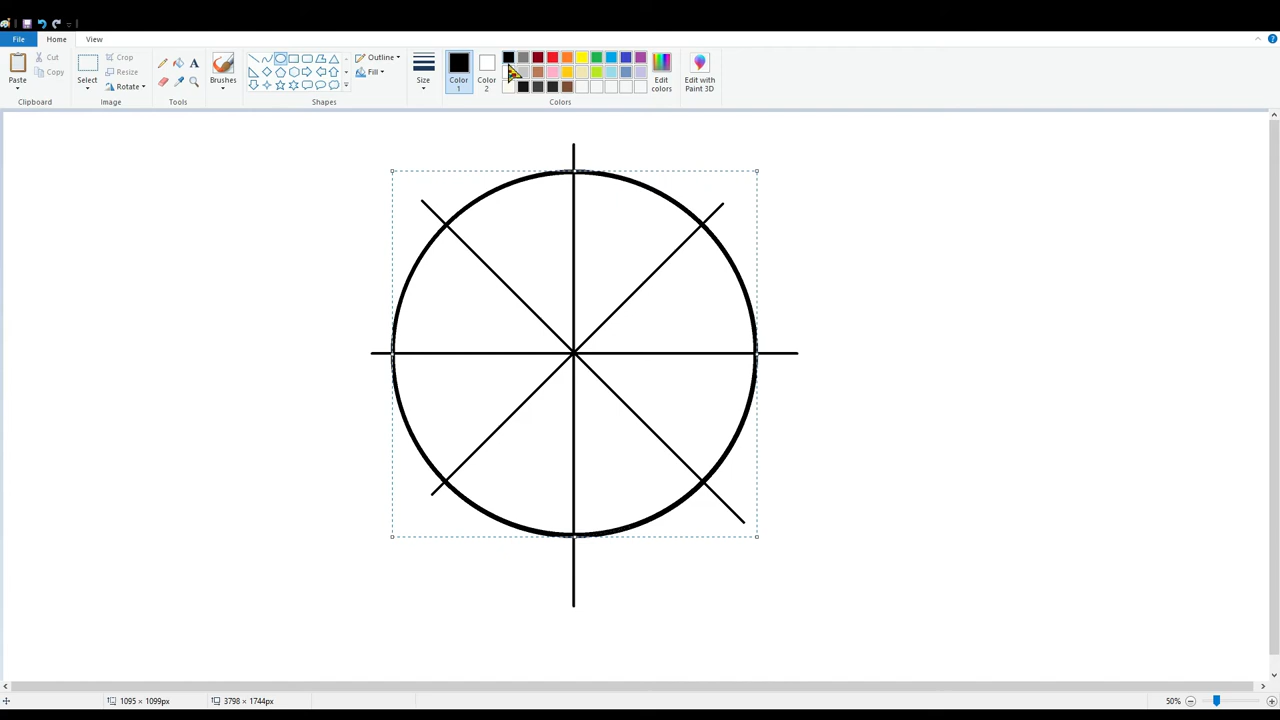 File Home View
Paste
Cut
Copy
Clipboard
Select
Crop
Resize
Rotate
Image
Tools
Brushes
Outline
Fill
Shapes
Size
Color
1
Color
2
Edit
colors
Colors
Edit with
Paint 3D
1095 × 1099px 3798 × 1744px 50%